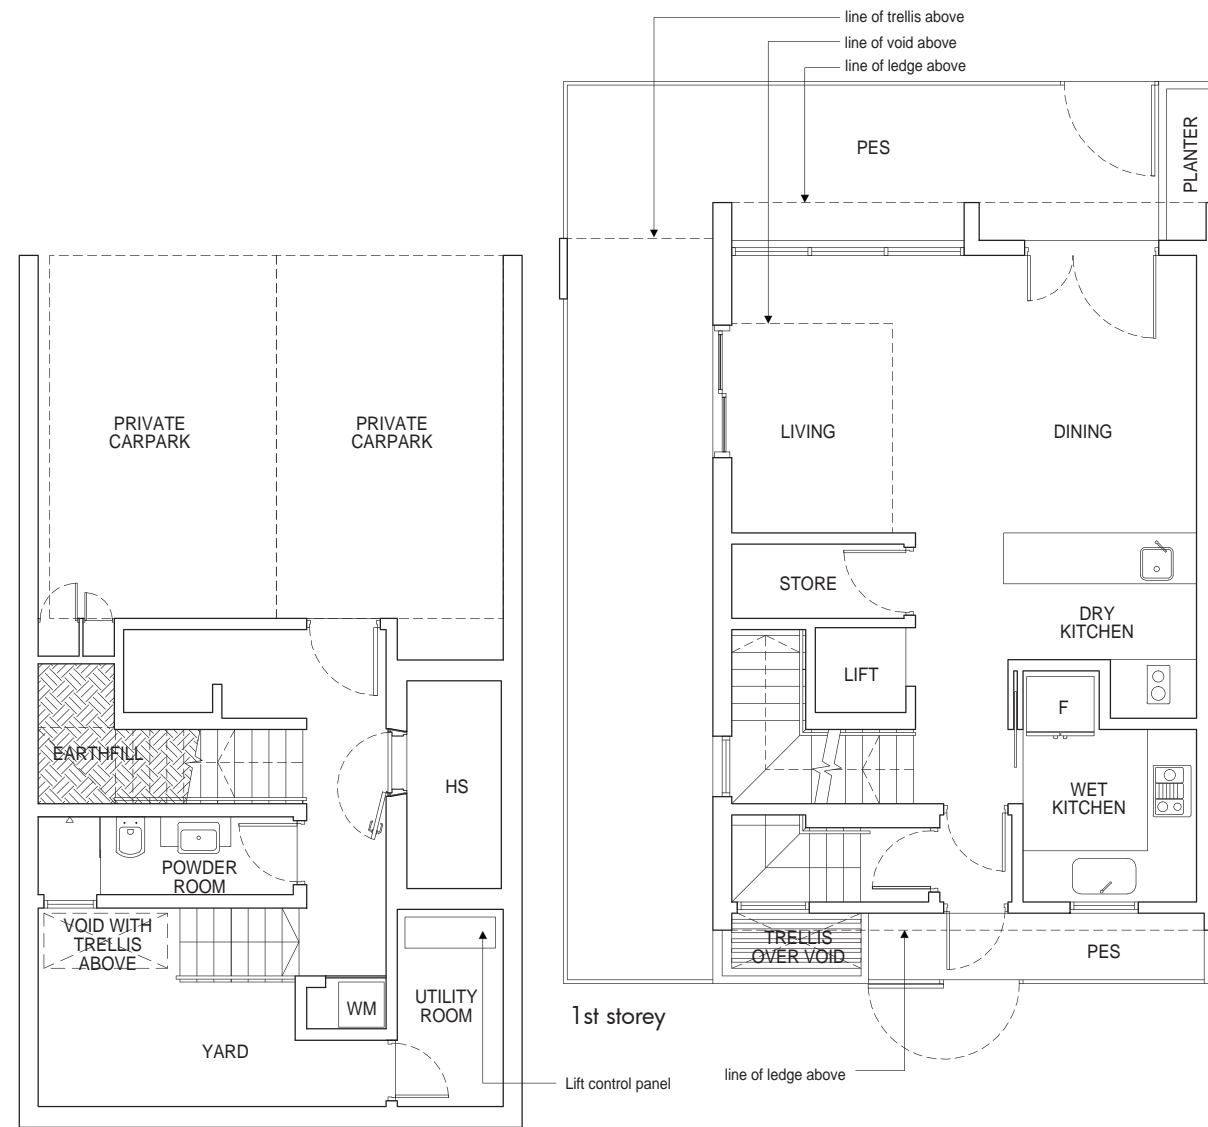 line of trellis above
line of void above
line of ledge above
PES
PLANTER
PRIVATE
CARPARK
PRIVATE
CARPARK
LIVING
DINING
STORE
DRY
KITCHEN
LIFT
F
EARTHFILL
HS
WET
KITCHEN
POWDER
ROOM
VOID WITH
TRELLIS
ABOVE
TRELLIS
OVER VOID
PES
WM
UTILITY
ROOM
1st storey
YARD
Lift control panel
line of ledge above